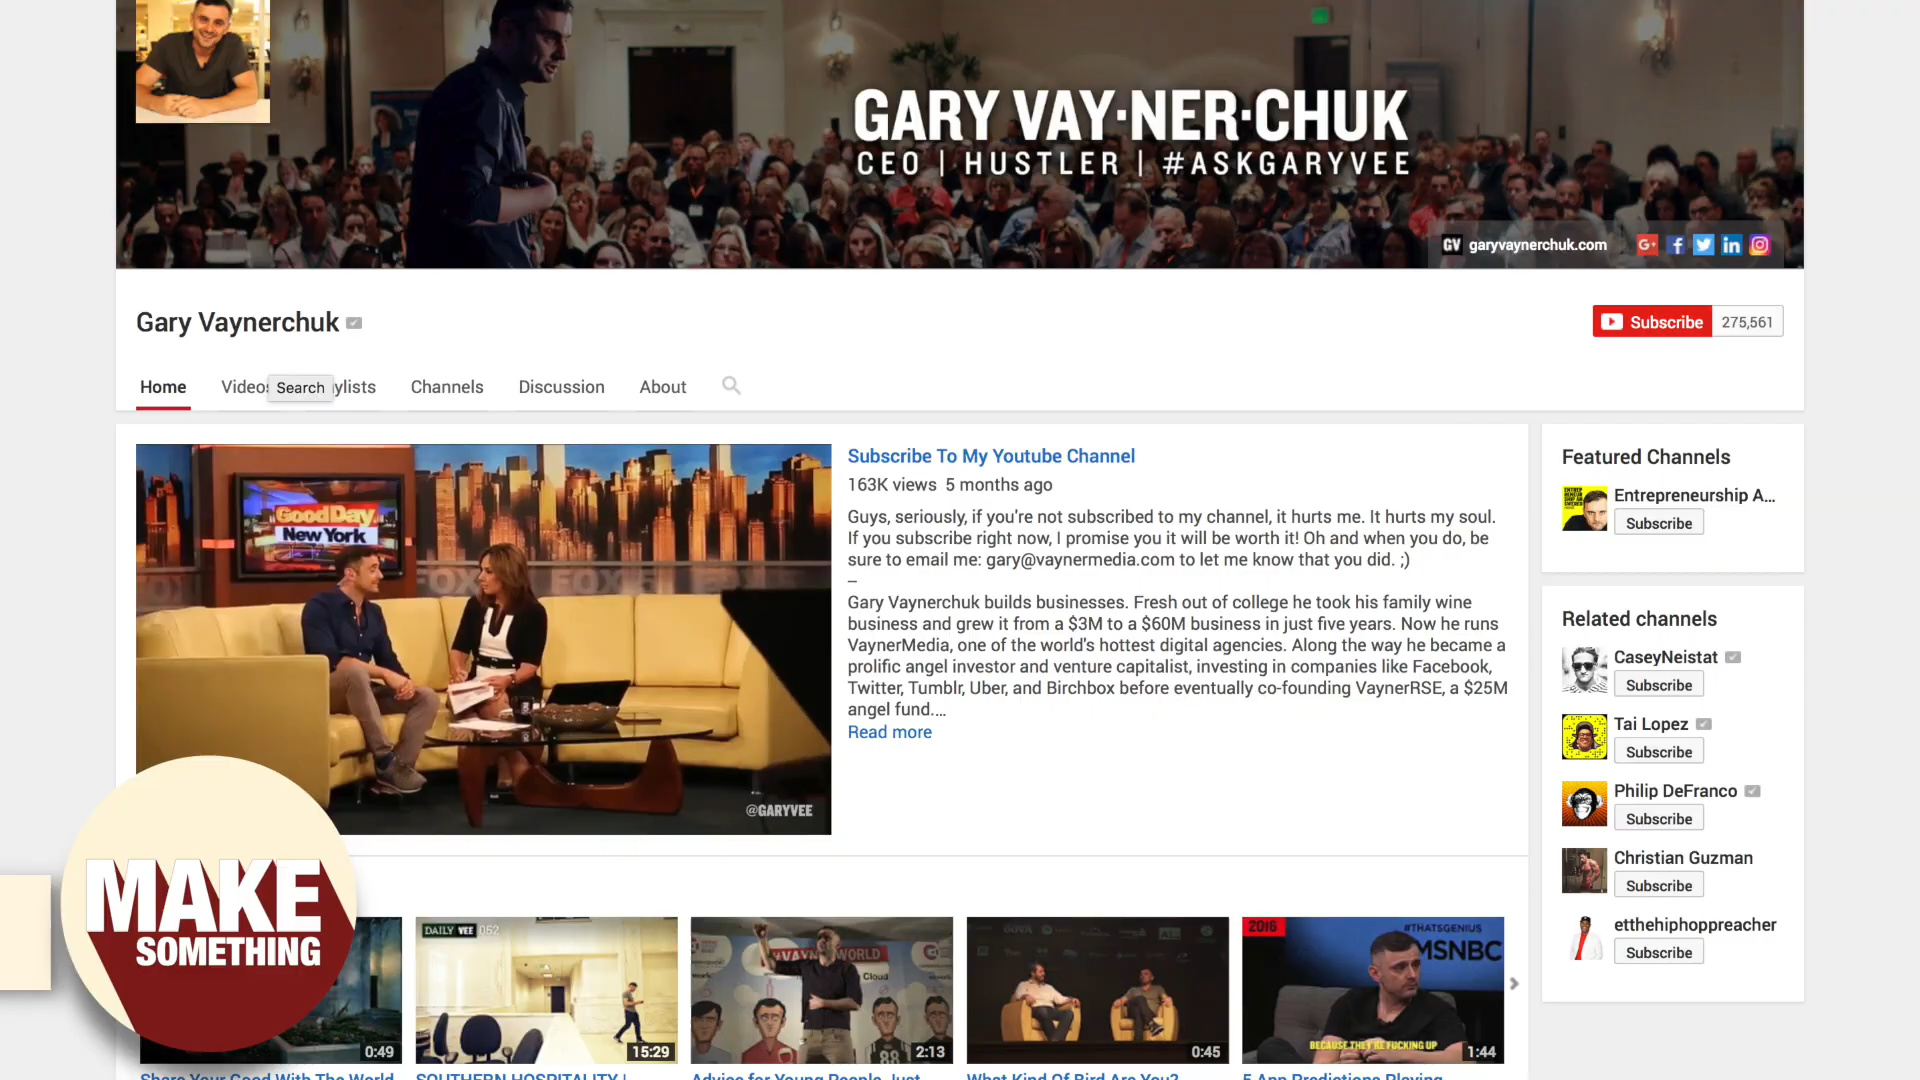 GARY VAY·NER·CHUK
CEO | HUSTLER | #ASKGARYVEE
GV garyvaynerchuk.com
G+ f in
Gary Vaynerchuk
Subscribe 275,561
Home Videos Search ylists Channels Discussion About
Good Day
New York
FOX 5 FOX 5
@GARYVEE
Subscribe To My Youtube Channel
163K views 5 months ago
Guys, seriously, if you're not subscribed to my channel, it hurts me. It hurts my soul.
If you subscribe right now, I promise you it will be worth it! Oh and when you do, be
sure to email me: gary@vaynermedia.com to let me know that you did. ;)
–
Gary Vaynerchuk builds businesses. Fresh out of college he took his family wine
business and grew it from a $3M to a $60M business in just five years. Now he runs
VaynerMedia, one of the world's hottest digital agencies. Along the way he became a
prolific angel investor and venture capitalist, investing in companies like Facebook,
Twitter, Tumblr, Uber, and Birchbox before eventually co-founding VaynerRSE, a $25M
angel fund....
Read more
Featured Channels
Entrepreneurship A...
Subscribe
Related channels
CaseyNeistat
Subscribe
Tai Lopez
Subscribe
Philip DeFranco
Subscribe
Christian Guzman
Subscribe
etthehiphoppreacher
Subscribe
MAKE
SOMETHING
0:49
DAILY VEE 052
15:29
WORLD
Cloud
88
2:13
0:45
2016
#THATSGENIUS
MSNBC
BECAUSE THEY'RE FUCKING UP
1:44
Share Your Good With The World
SOUTHERN HOSPITALITY |
Advice for Young People Just
What Kind Of Bird Are You?
5 App Predictions Playing